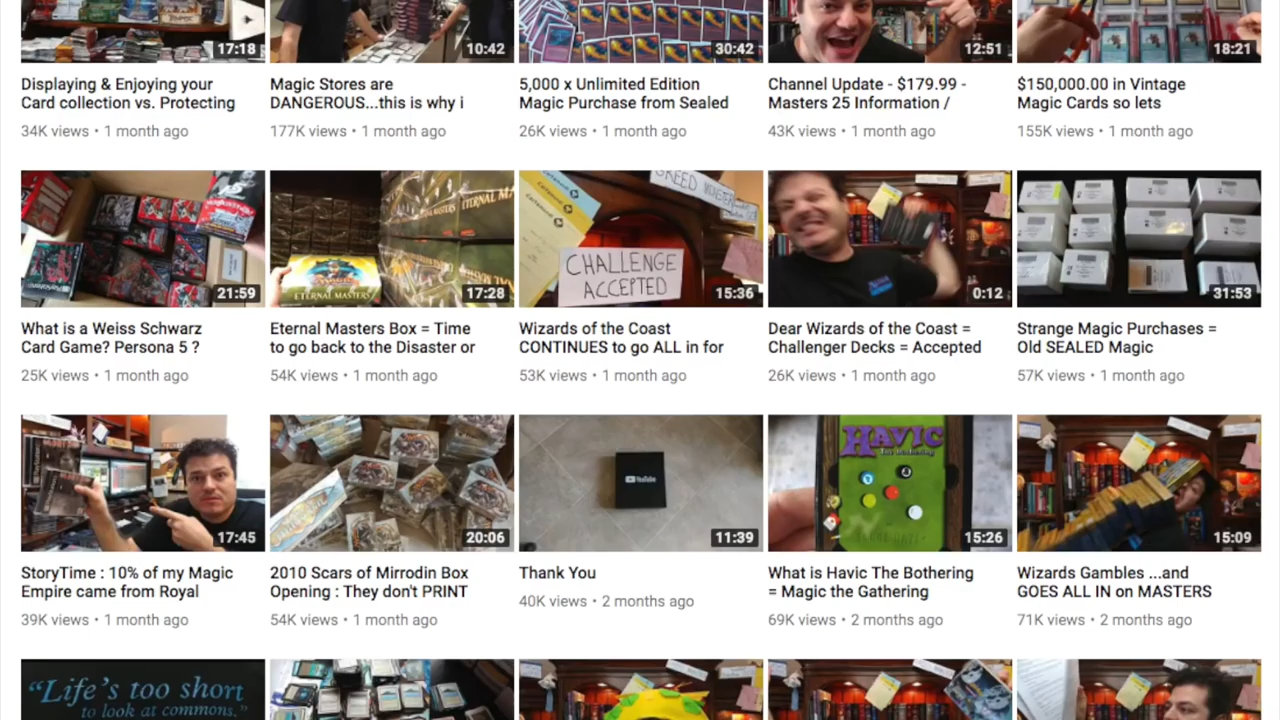 17:18
10:42
30:42
12:51
18:21
Displaying & Enjoying your
Card collection vs. Protecting
34K views • 1 month ago
Magic Stores are
DANGEROUS...this is why i
177K views • 1 month ago
5,000 x Unlimited Edition
Magic Purchase from Sealed
26K views • 1 month ago
Channel Update - $179.99 -
Masters 25 Information /
43K views • 1 month ago
$150,000.00 in Vintage
Magic Cards so lets
155K views • 1 month ago
21:59
ETERNAL MASTERS
17:28
GREED MONSTER
CHALLENGE
ACCEPTED
15:36
0:12
31:53
What is a Weiss Schwarz
Card Game? Persona 5 ?
25K views • 1 month ago
Eternal Masters Box = Time
to go back to the Disaster or
54K views • 1 month ago
Wizards of the Coast
CONTINUES to go ALL in for
53K views • 1 month ago
Dear Wizards of the Coast =
Challenger Decks = Accepted
26K views • 1 month ago
Strange Magic Purchases =
Old SEALED Magic
57K views • 1 month ago
17:45
20:06
YouTube
11:39
HAVIC
The Bothering
15:26
15:09
StoryTime : 10% of my Magic
Empire came from Royal
39K views • 1 month ago
2010 Scars of Mirrodin Box
Opening : They don't PRINT
54K views • 1 month ago
Thank You
40K views • 2 months ago
What is Havic The Bothering
= Magic the Gathering
69K views • 2 months ago
Wizards Gambles ...and
GOES ALL IN on MASTERS
71K views • 2 months ago
"Life's too short
to look at commons."